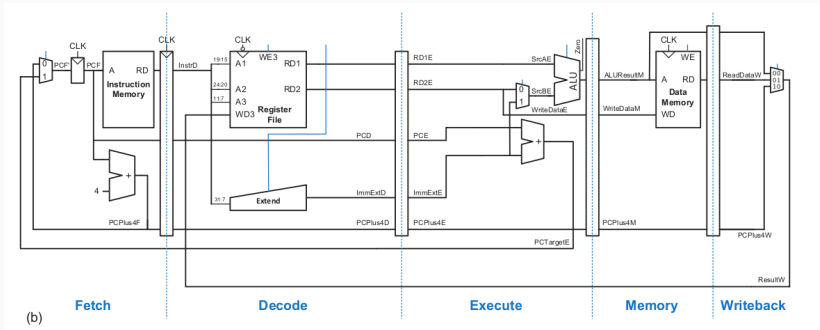 CLK
CLK
CLK
CLK
0
1
PCF'
PCF
A
RD
Instruction
Memory
InstrD
19:15
24:20
11:7
A1
A2
A3
WD3
WE3
RD1
RD2
Register
File
RD1E
RD2E
SrcAE
0
1
SrcBE
WriteDataE
ALU
Zero
ALUResultM
WriteDataM
A
RD
Data
Memory
WD
WE
ReadDataW
00
01
10
+
4
PCD
PCE
+
31:7
Extend
ImmExtD
ImmExtE
PCPlus4F
PCPlus4D
PCPlus4E
PCPlus4M
PCPlus4W
PCTargetE
ResultW
Fetch
Decode
Execute
Memory
Writeback
(b)